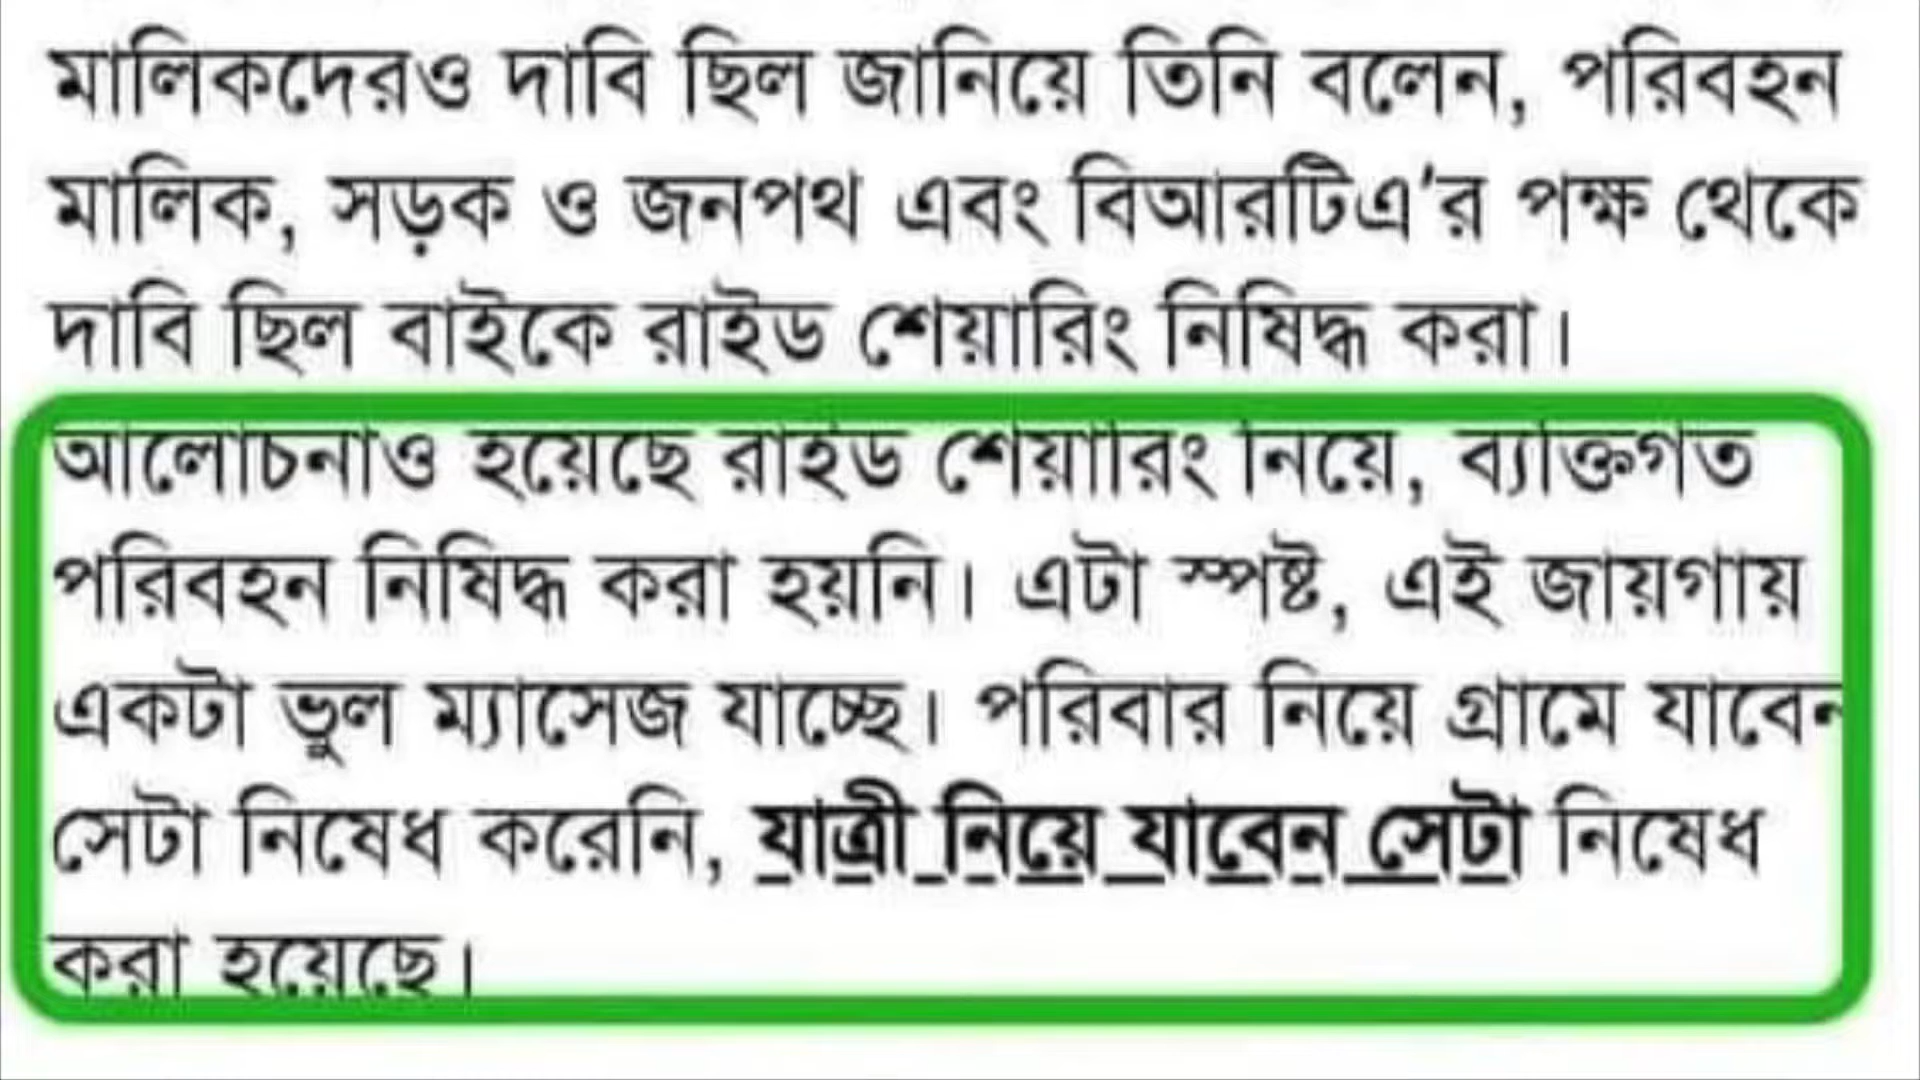 মালিকদেরও দাবি ছিল জানিয়ে তিনি বলেন, পরিবহন
মালিক, সড়ক ও জনপথ এবং বিআরটিএ'র পক্ষ থেকে
দাবি ছিল বাইকে রাইড শেয়ারিং নিষিদ্ধ করা।
আলোচনাও হয়েছে রাইড শেয়ারিং নিয়ে, ব্যক্তিগত
পরিবহন নিষিদ্ধ করা হয়নি। এটা স্পষ্ট, এই জায়গায়
একটা ভুল ম্যাসেজ যাচ্ছে। পরিবার নিয়ে গ্রামে যাবেন
সেটা নিষেধ করেনি, যাত্রী নিয়ে যাবেন সেটা নিষেধ
করা হয়েছে।